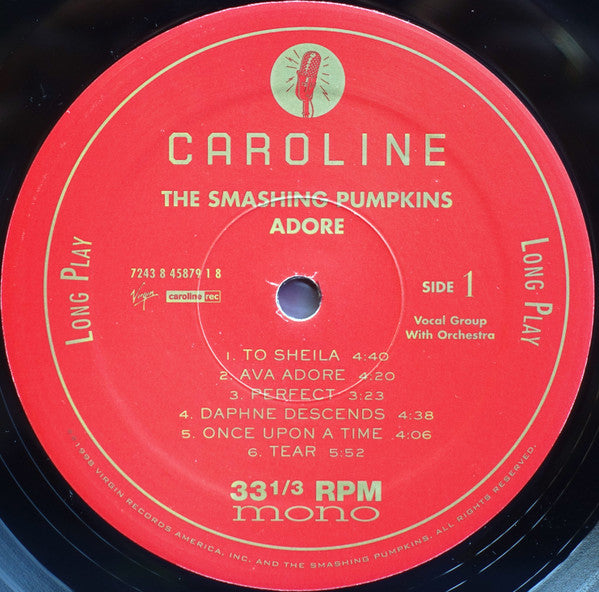 CAROLINE
THE SMASHING PUMPKINS
ADORE
LONG PLAY
LONG PLAY
7243 8 45879 1 8
Virgin caroline rec
SIDE 1
Vocal Group
With Orchestra
1. TO SHEILA 4:40
2. AVA ADORE 4:20
3. PERFECT 3:23
4. DAPHNE DESCENDS 4:38
5. ONCE UPON A TIME 4:06
6. TEAR 5:52
33 1/3 RPM
mono
℗ 1998 VIRGIN RECORDS AMERICA, INC. AND THE SMASHING PUMPKINS. ALL RIGHTS RESERVED.